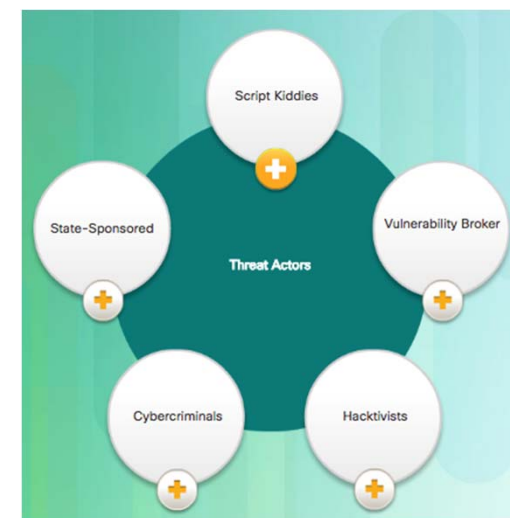 Script Kiddies
State-Sponsored
Vulnerability Broker
Threat Actors
Cybercriminals
Hacktivists